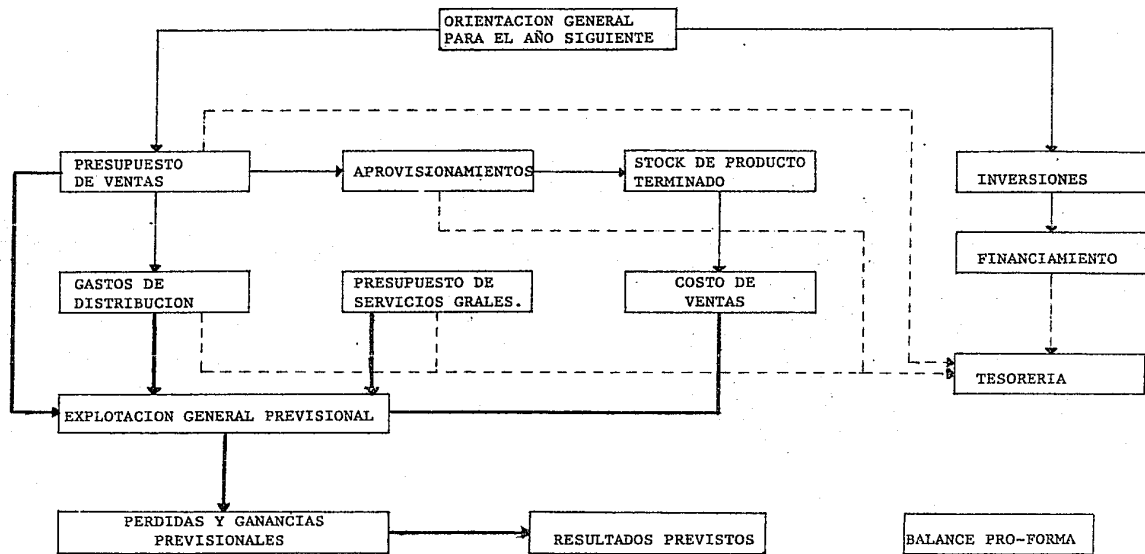 ORIENTACION GENERAL
PARA EL AÑO SIGUIENTE
PRESUPUESTO
DE VENTAS
APROVISIONAMIENTOS
STOCK DE PRODUCTO
TERMINADO
INVERSIONES
FINANCIAMIENTO
GASTOS DE
DISTRIBUCION
PRESUPUESTO DE
SERVICIOS GRALES.
COSTO DE
VENTAS
TESORERIA
EXPLOTACION GENERAL PREVISIONAL
PERDIDAS Y GANANCIAS
PREVISIONALES
RESULTADOS PREVISTOS
BALANCE PRO-FORMA